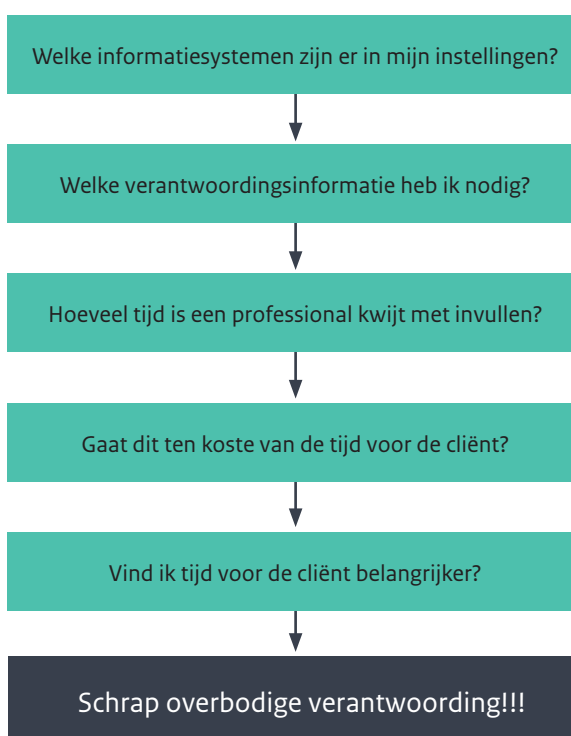 Welke informatiesystemen zijn er in mijn instellingen?
Welke verantwoordingsinformatie heb ik nodig?
Hoeveel tijd is een professional kwijt met invullen?
Gaat dit ten koste van de tijd voor de cliënt?
Vind ik tijd voor de cliënt belangrijker?
Schrap overbodige verantwoording!!!